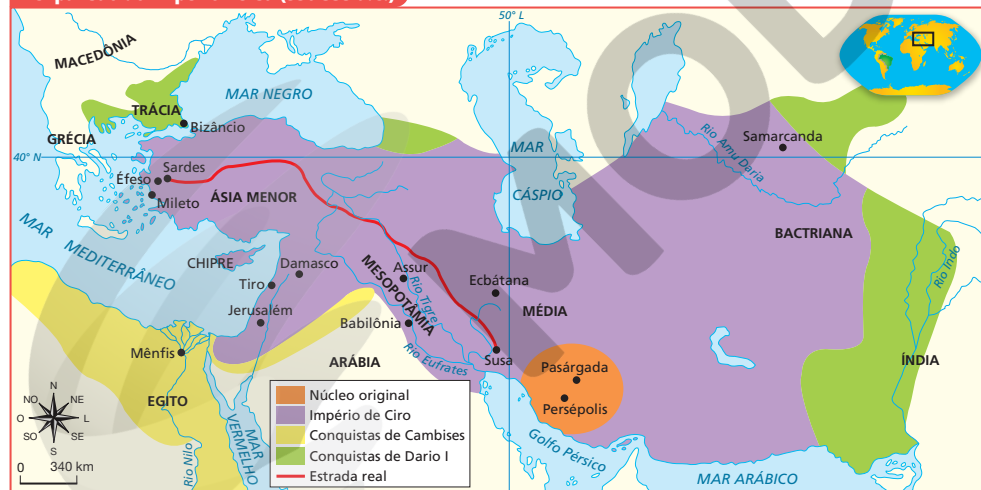 MACEDÔNIA
TRÁCIA
Bizâncio
GRÉCIA
MAR NEGRO
50° L
40° N
Sardes
Éfeso
Mileto
ÁSIA MENOR
MAR MEDITERRÂNEO
CHIPRE
Damasco
Tiro
Jerusalém
Mênfis
EGITO
Rio Nilo
MAR VERMELHO
ARÁBIA
MESOPOTÂMIA
Assur
Rio Tigre
Babilônia
Rio Eufrates
Ecbátana
MÉDIA
Susa
MAR CÁSPIO
Pasárgada
Persépolis
Golfo Pérsico
MAR ARÁBICO
Rio Amu Daria
Samarcanda
BACTRIANA
Rio Indo
ÍNDIA
N
NO
NE
O
L
SO
SE
S
0 340 km
Núcleo original
Império de Ciro
Conquistas de Cambises
Conquistas de Dario I
Estrada real